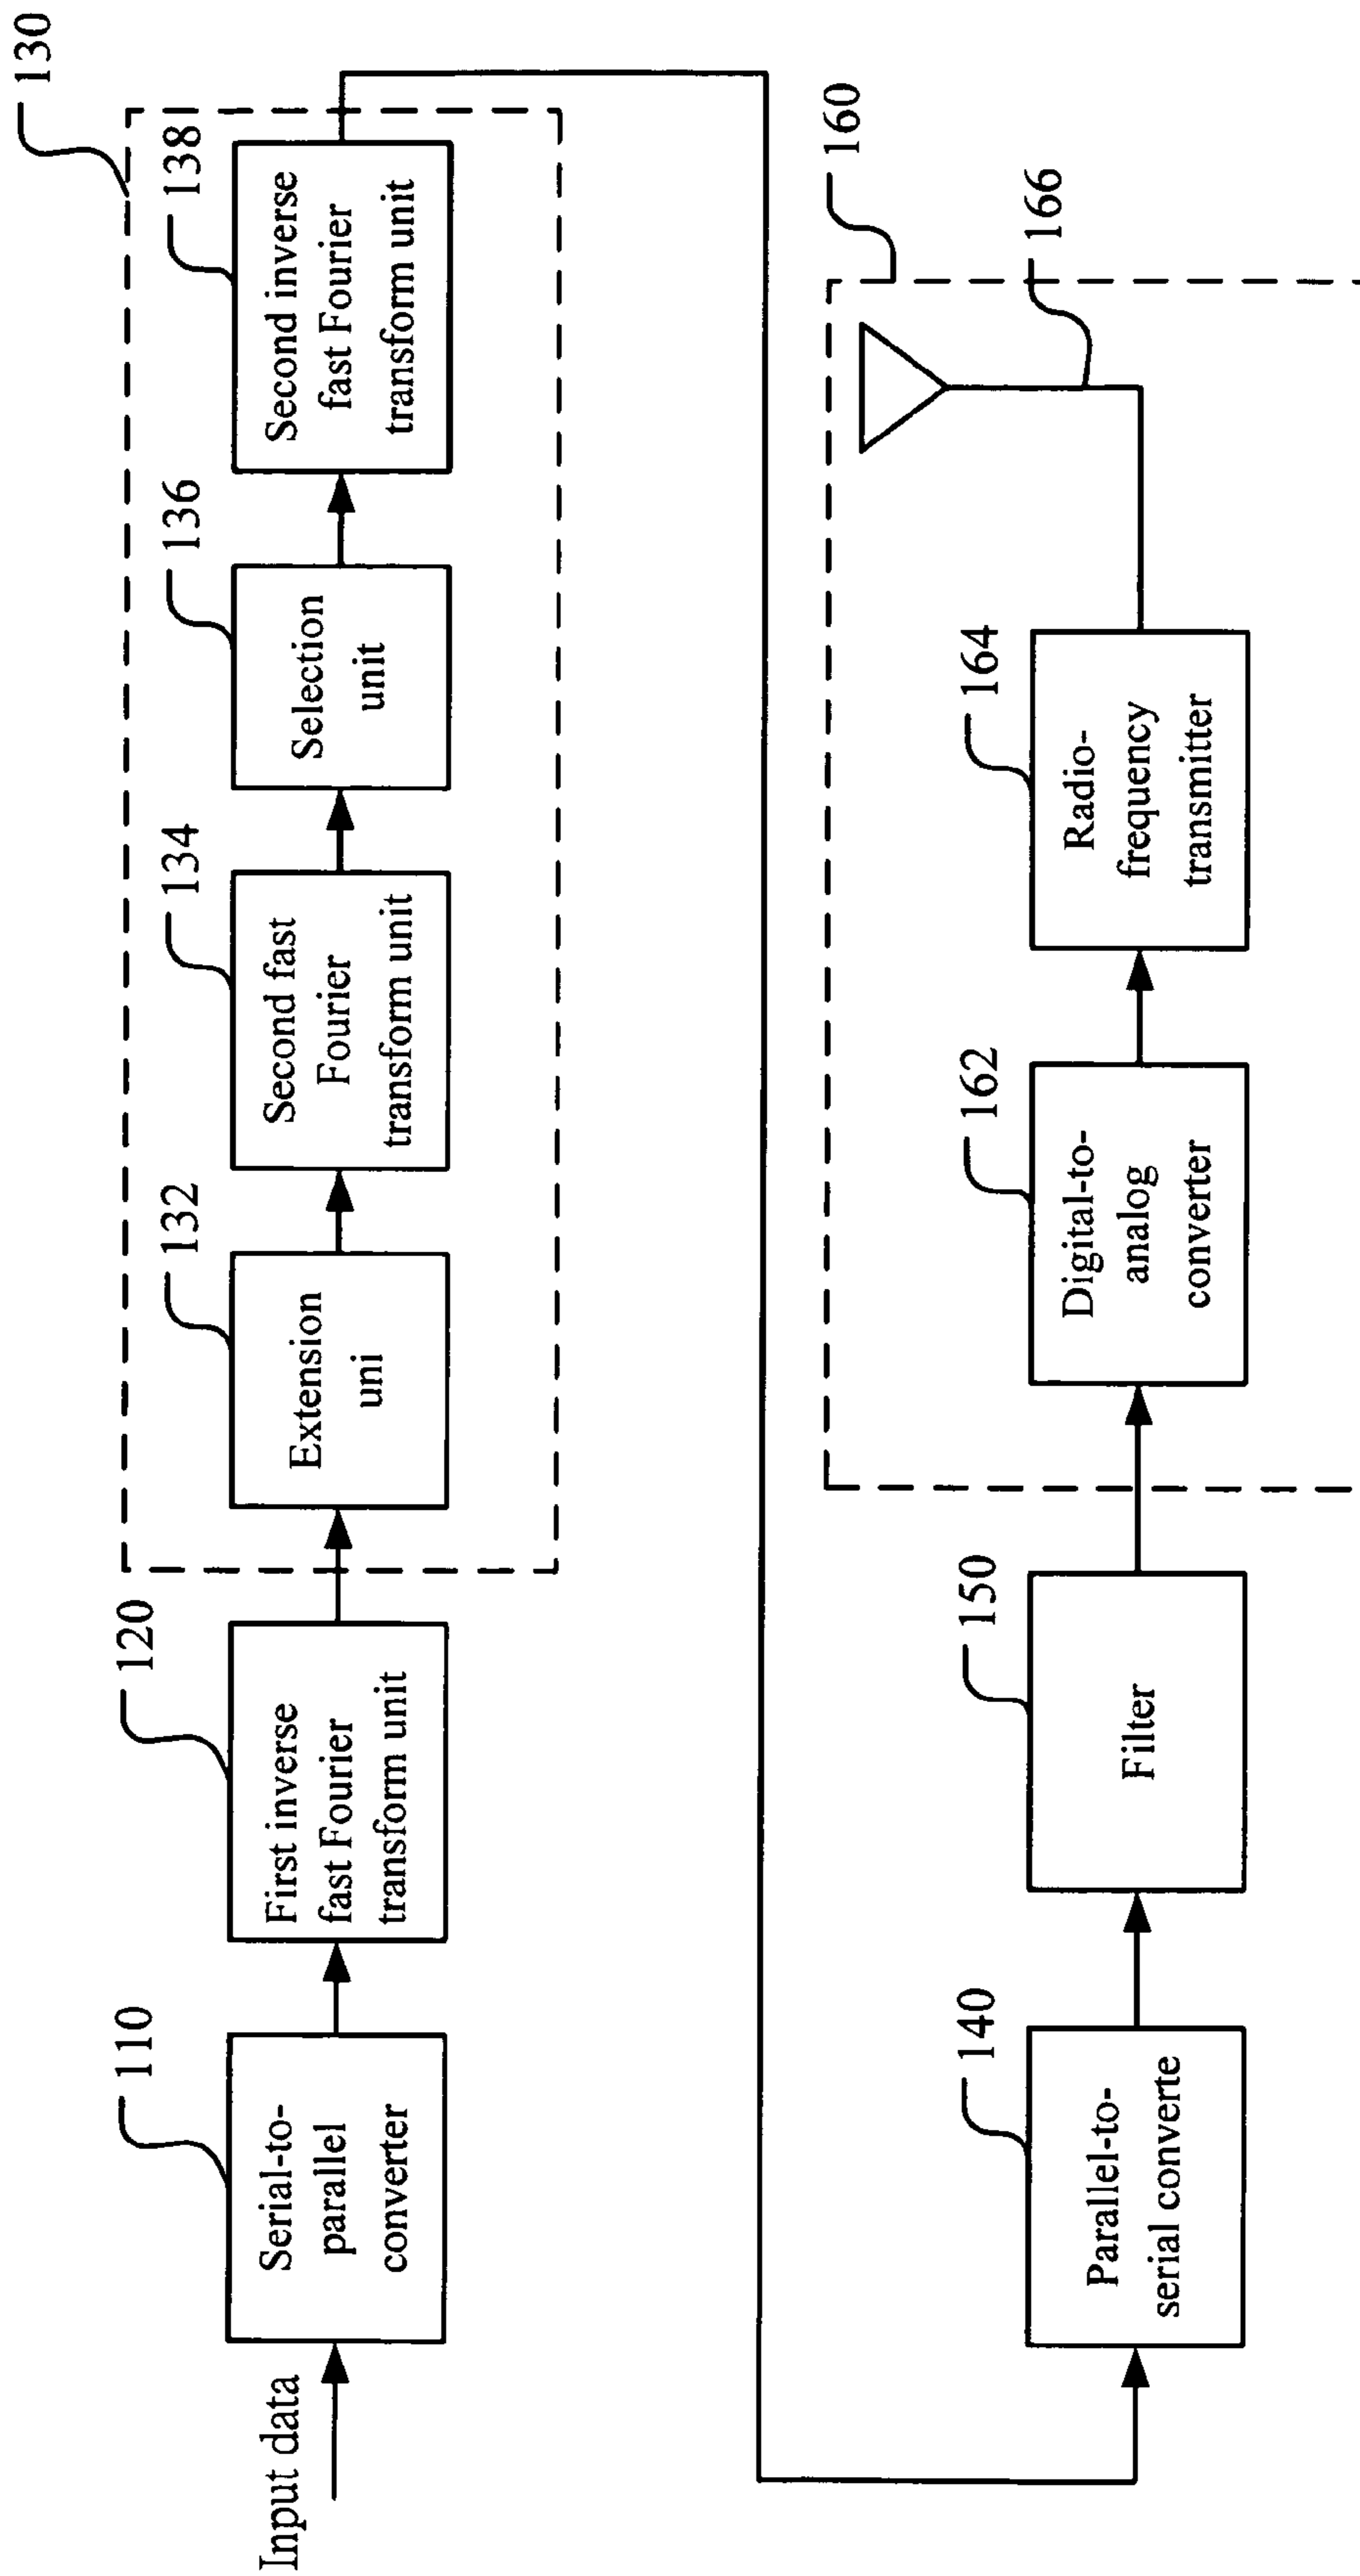 130
Input data
110
Serial-to-
parallel
converter
120
First inverse
fast Fourier
transform unit
132
Extension
uni
134
Second fast
Fourier
transform unit
136
Selection
unit
138
Second inverse
fast Fourier
transform unit
140
Parallel-to-
serial converte
150
Filter
160
162
Digital-to-
analog
converter
164
Radio-
frequency
transmitter
166